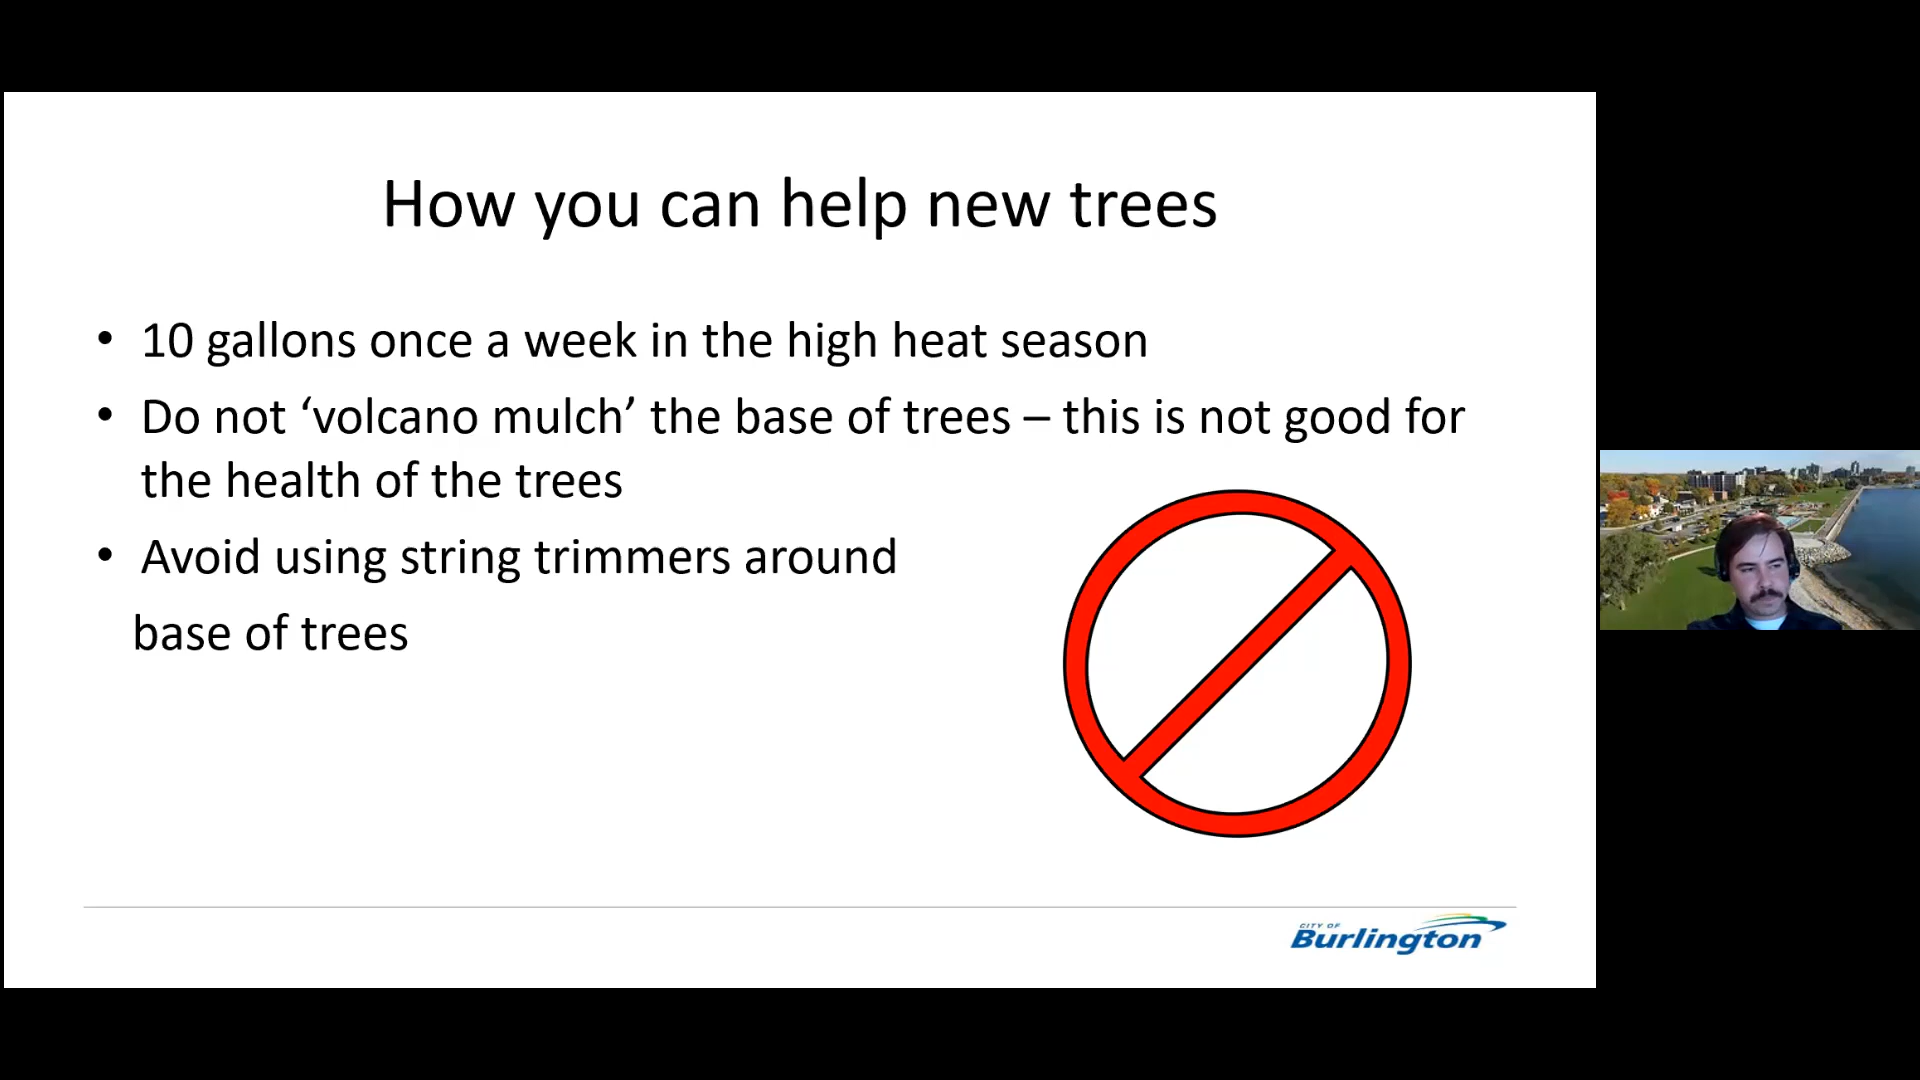 How you can help new trees
• 10 gallons once a week in the high heat season
• Do not ‘volcano mulch’ the base of trees – this is not good for
the health of the trees
• Avoid using string trimmers around
base of trees
CITY OF
Burlington